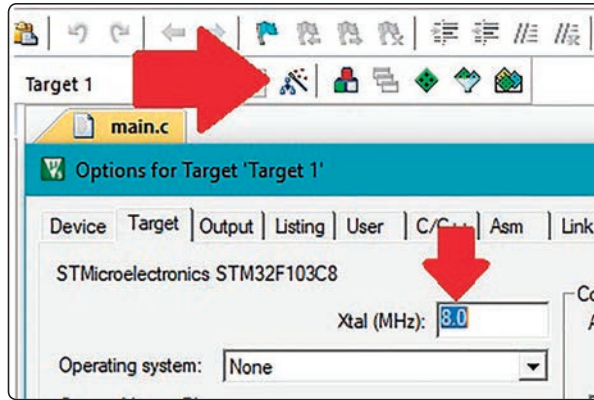 Target 1
main.c
Options for Target 'Target 1'
Device Target Output Listing User C/C++ Asm Link
STMicroelectronics STM32F103C8
Xtal (MHz): 8.0
Operating system: None